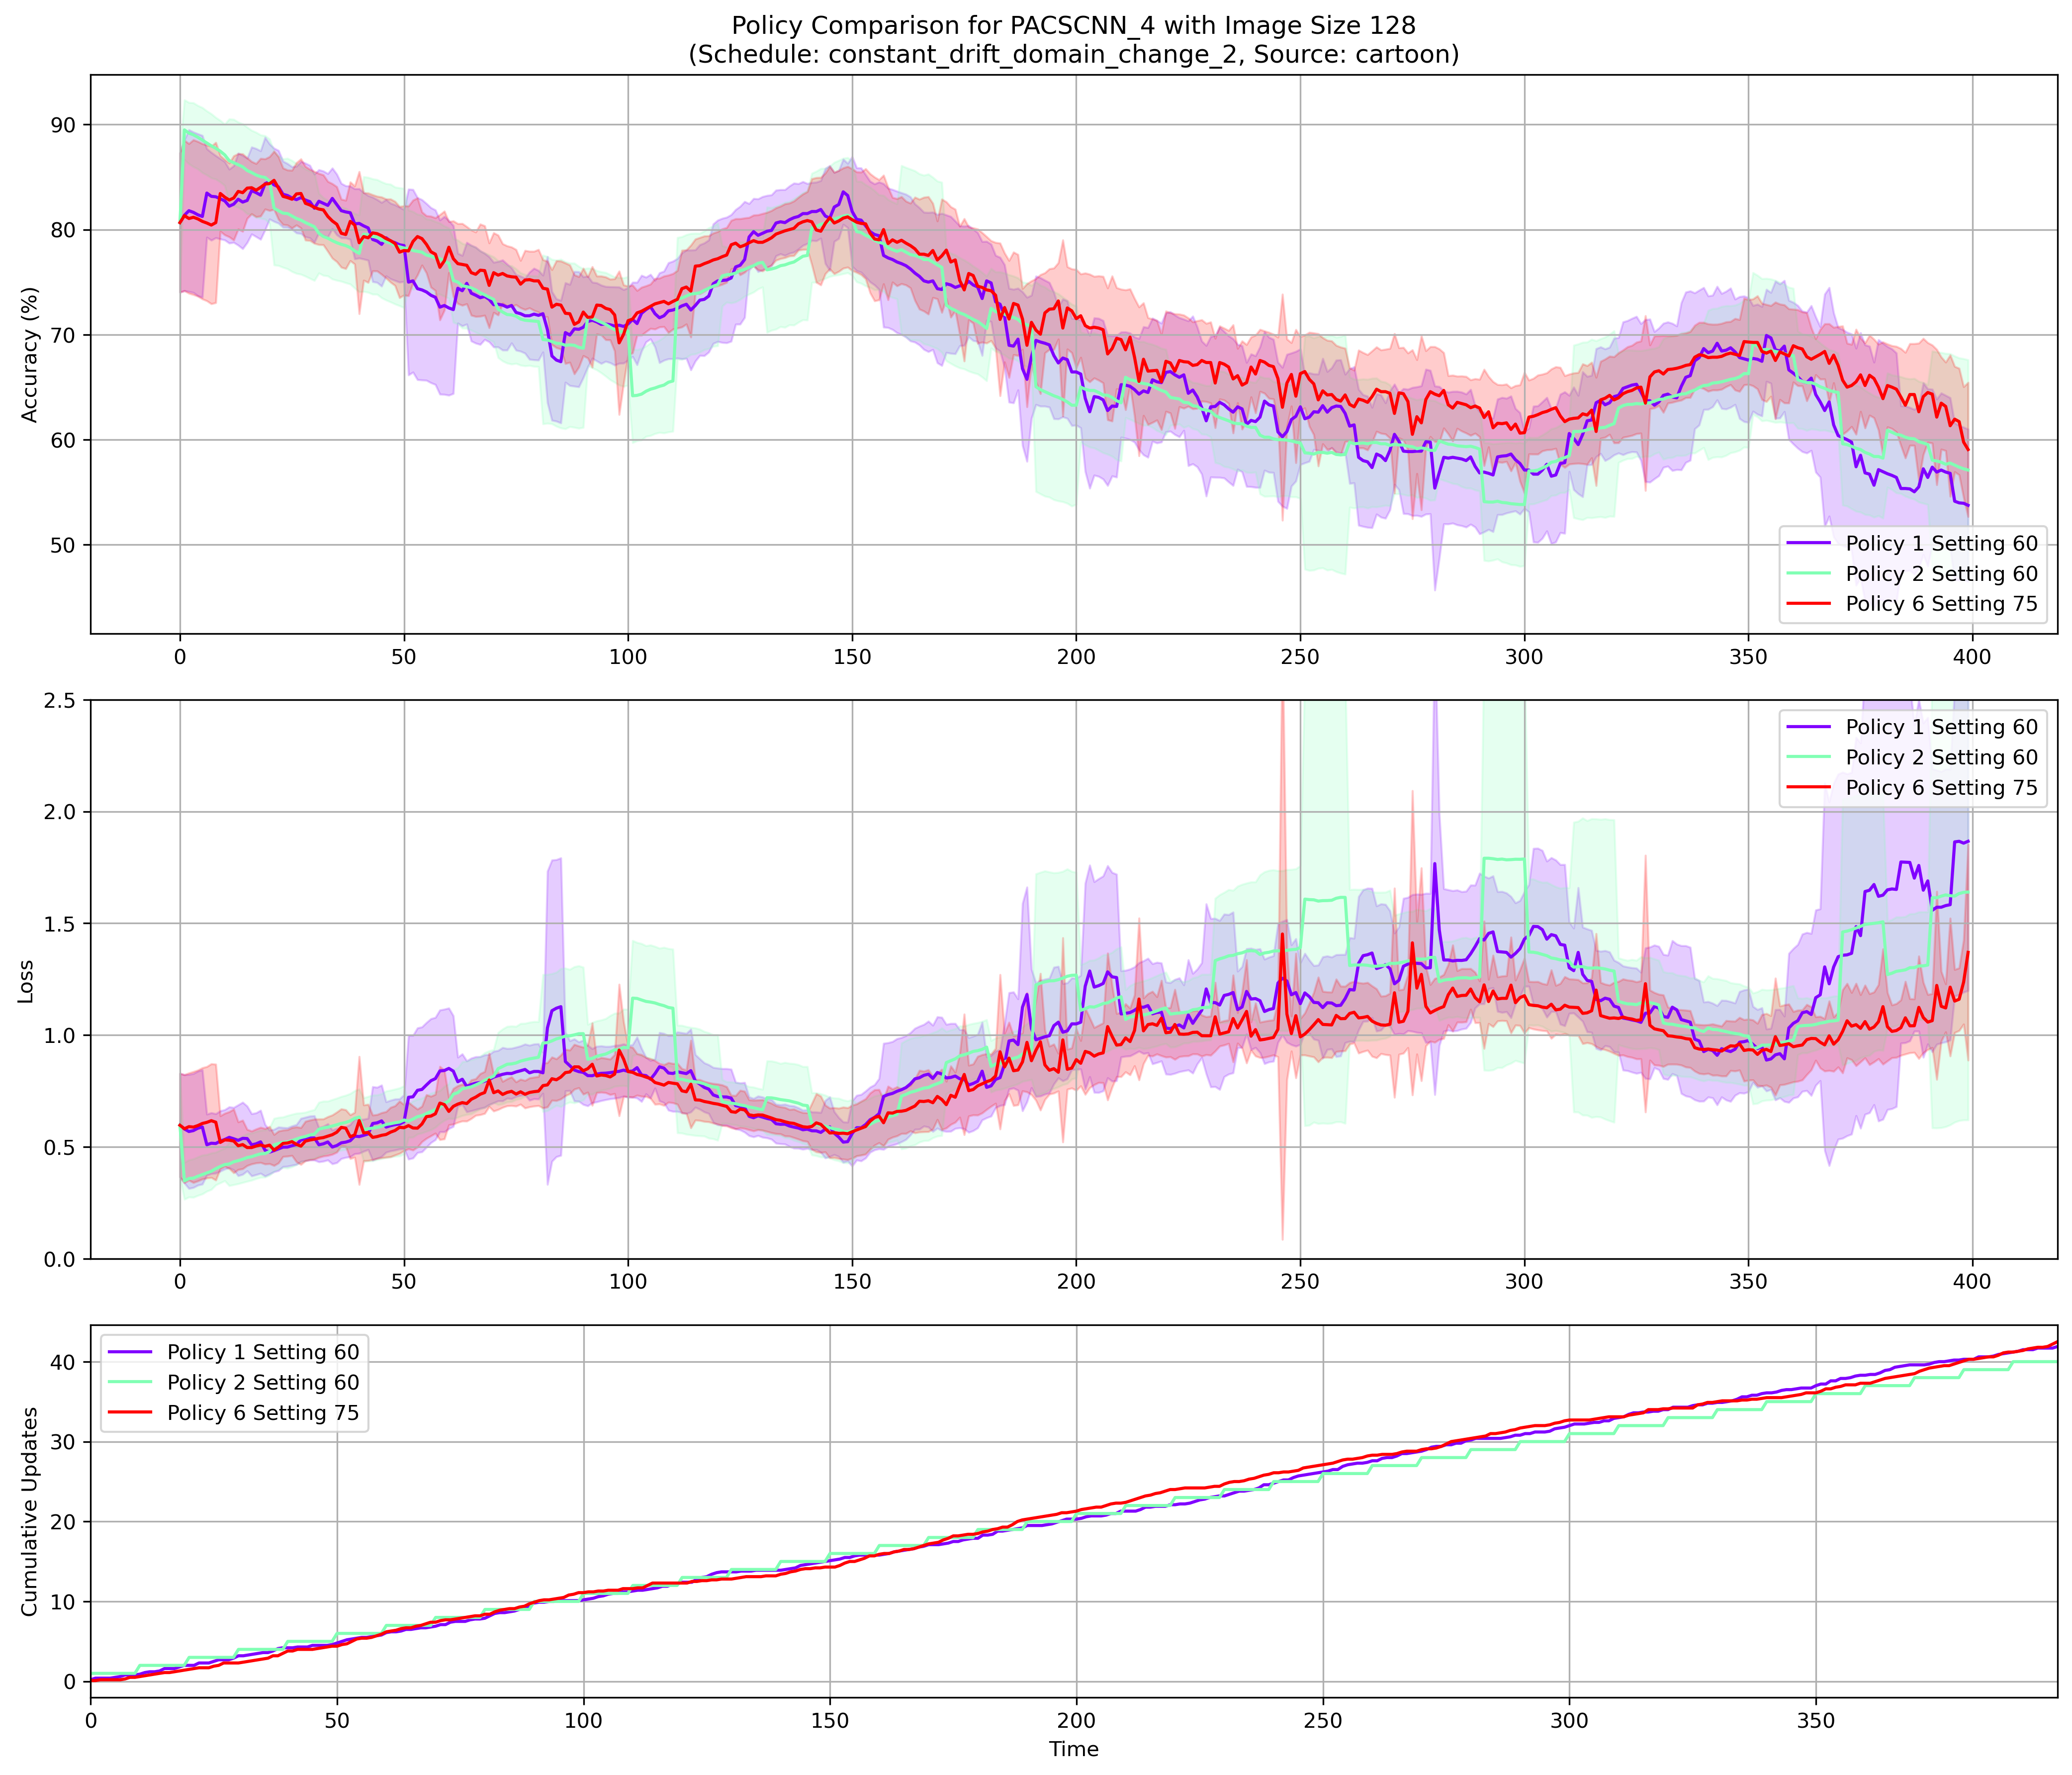 Policy Comparison for PACSCNN_4 with Image Size 128
(Schedule: constant_drift_domain_change_2, Source: cartoon)
Accuracy (%)
90
80
70
60
50
0 50 100 150 200 250 300 350 400
Policy 1 Setting 60
Policy 2 Setting 60
Policy 6 Setting 75
Loss
2.5
2.0
1.5
1.0
0.5
0.0
0 50 100 150 200 250 300 350 400
Policy 1 Setting 60
Policy 2 Setting 60
Policy 6 Setting 75
Cumulative Updates
40
30
20
10
0
0 50 100 150 200 250 300 350
Policy 1 Setting 60
Policy 2 Setting 60
Policy 6 Setting 75
Time